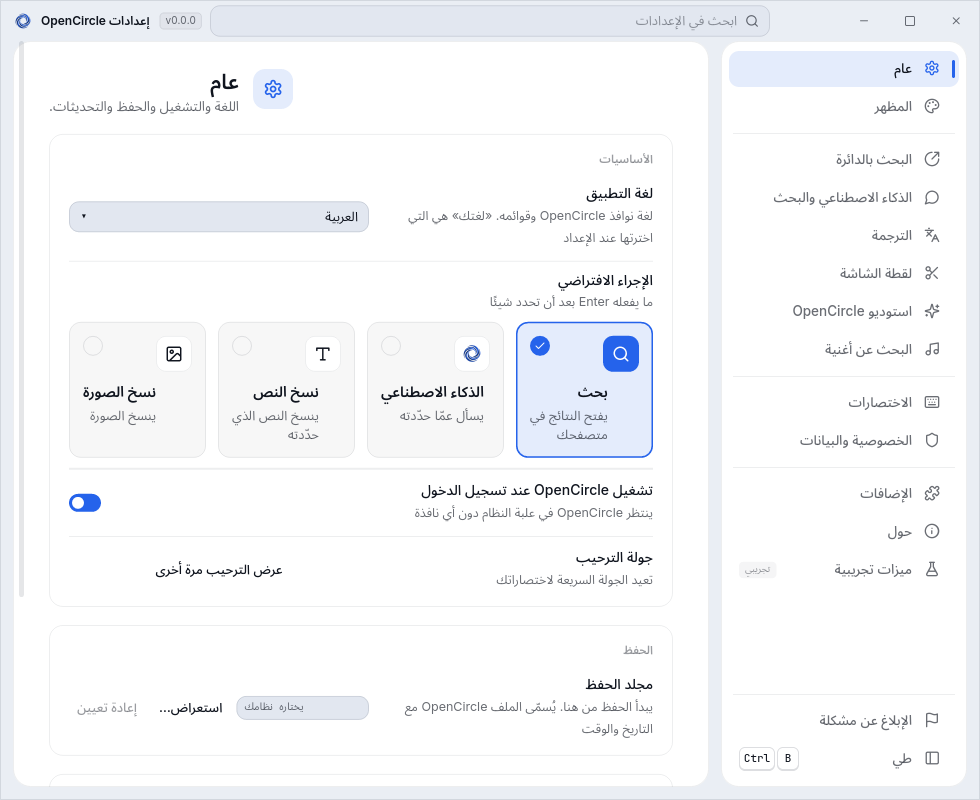 إعدادات OpenCircle
v0.0.0
ابحث في الإعدادات
عام
المظهر
البحث بالدائرة
الذكاء الاصطناعي والبحث
الترجمة
لقطة الشاشة
استوديو OpenCircle
البحث عن أغنية
الاختصارات
الخصوصية والبيانات
الإضافات
حول
ميزات تجريبية
تجريبي
الإبلاغ عن مشكلة
طي
Ctrl B
عام
اللغة والتشغيل والحفظ والتحديثات.
الأساسيات
لغة التطبيق
لغة نوافذ OpenCircle وقوائمه. «لغتك» هي التي
اخترتها عند الإعداد
العربية
الإجراء الافتراضي
ما يفعله Enter بعد أن تحدد شيئًا
بحث
يفتح النتائج في
متصفحك
الذكاء الاصطناعي
يسأل عمّا حدّدته
نسخ النص
ينسخ النص الذي
حدّدته
نسخ الصورة
ينسخ الصورة
تشغيل OpenCircle عند تسجيل الدخول
ينتظر OpenCircle في علبة النظام دون أي نافذة
جولة الترحيب
تعيد الجولة السريعة لاختصاراتك
عرض الترحيب مرة أخرى
الحفظ
مجلد الحفظ
يبدأ الحفظ من هنا. يُسمّى الملف OpenCircle مع
التاريخ والوقت
يختاره نظامك
استعراض...
إعادة تعيين